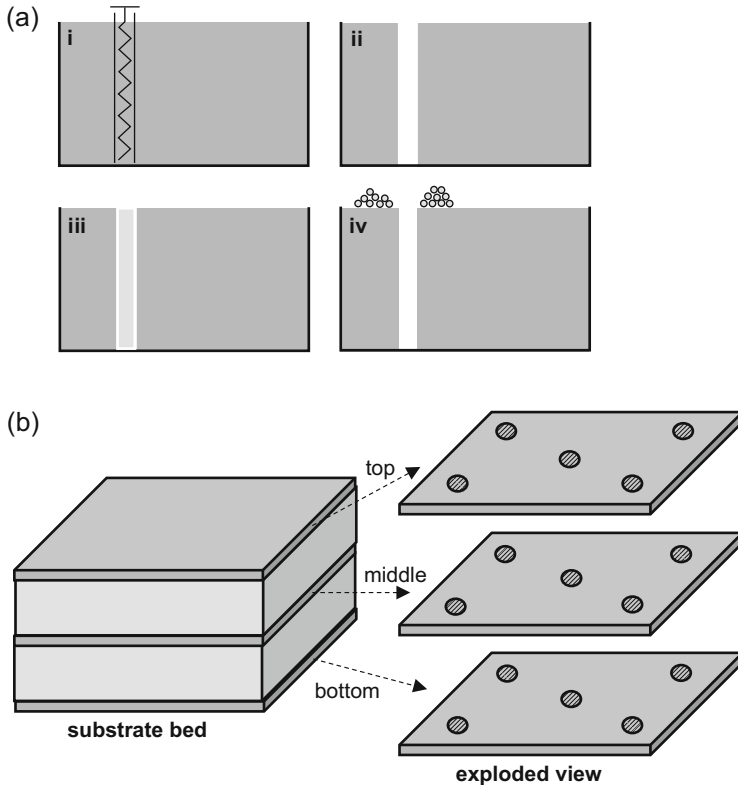 (a)
i
ii
iii
iv
(b)
top
middle
bottom
substrate bed
exploded view